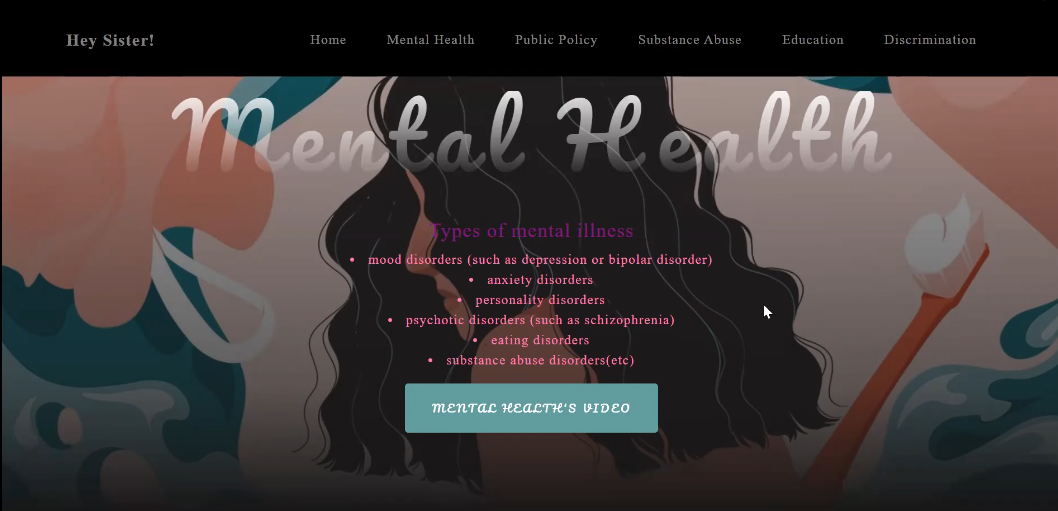 Hey Sister! Home Mental Health Public Policy Substance Abuse Education Discrimination
Mental Health
Types of mental illness
• mood disorders (such as depression or bipolar disorder)
• anxiety disorders
• personality disorders
• psychotic disorders (such as schizophrenia)
• eating disorders
• substance abuse disorders(etc)
MENTAL HEALTH'S VIDEO